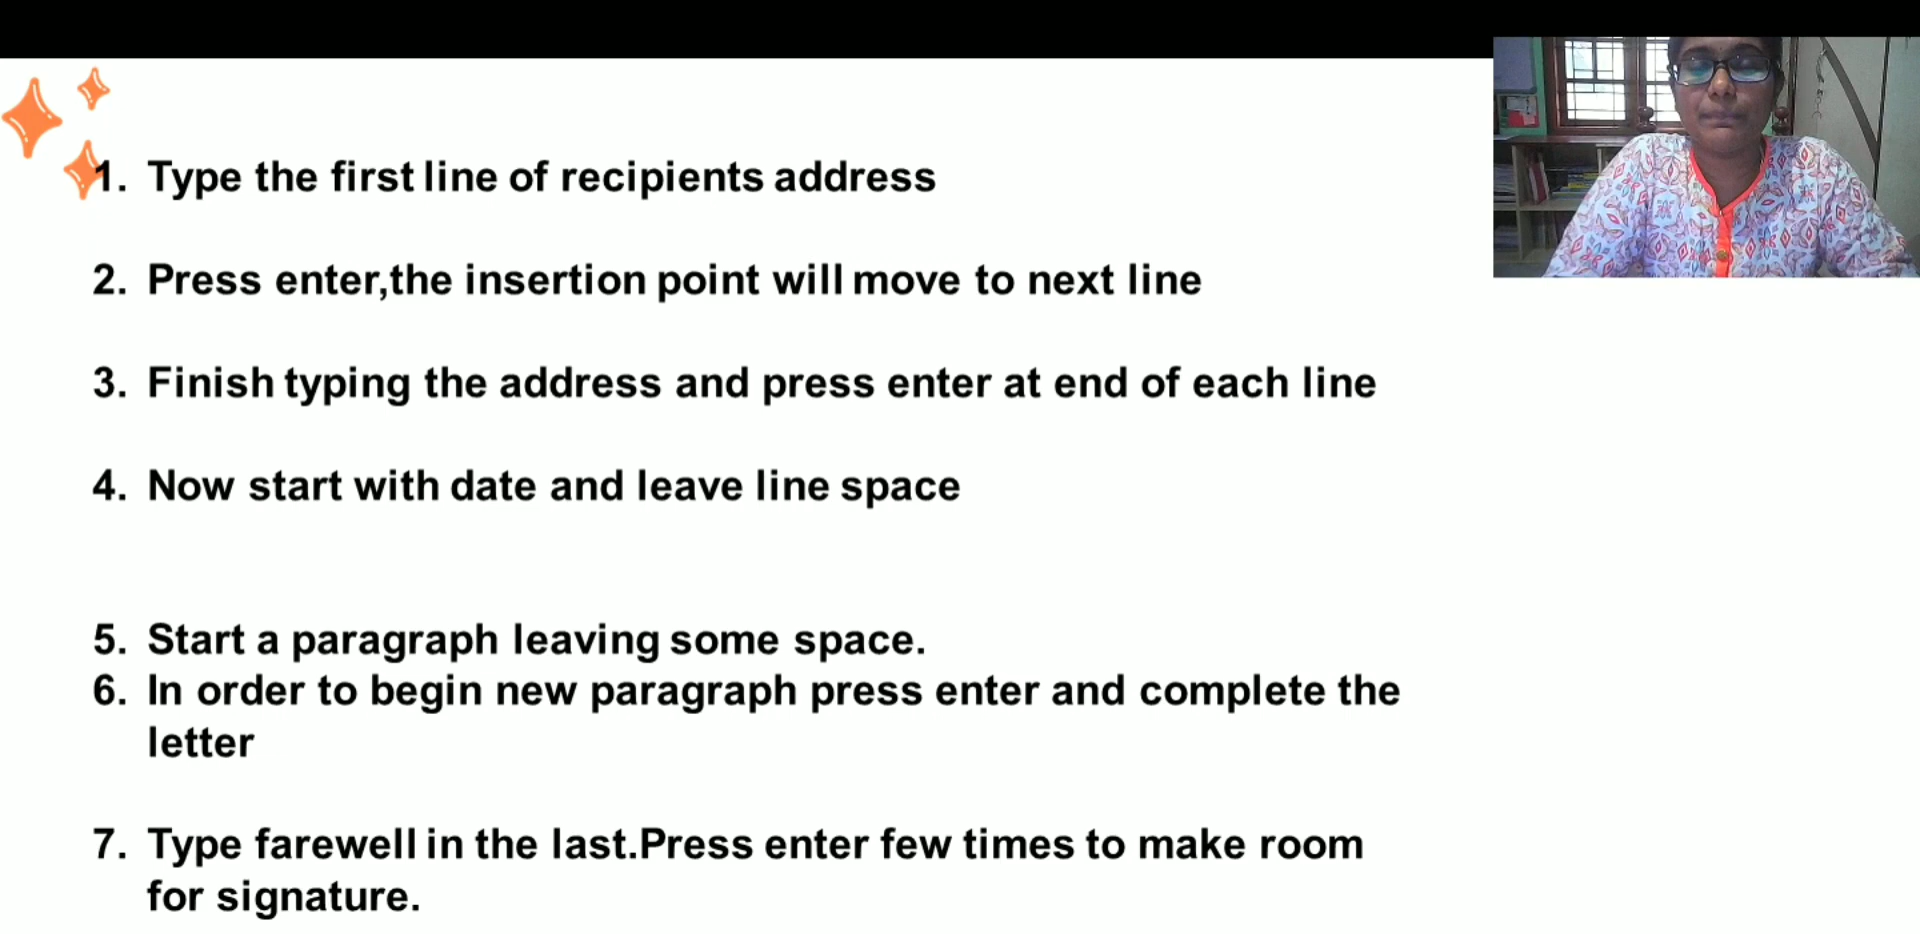 1. Type the first line of recipients address
2. Press enter,the insertion point will move to next line
3. Finish typing the address and press enter at end of each line
4. Now start with date and leave line space
5. Start a paragraph leaving some space.
6. In order to begin new paragraph press enter and complete the
letter
7. Type farewell in the last.Press enter few times to make room
for signature.